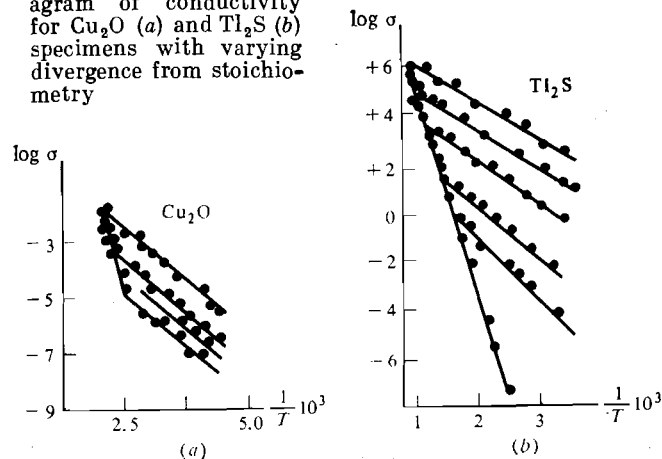 agram of conductivity
for Cu₂O (a) and Tl₂S (b)
specimens with varying
divergence from stoichio-
metry
log σ
Cu₂O
− 3
− 5
− 7
− 9
2.5
5.0
1/T 10³
(a)
log σ
Tl₂S
+ 6
+ 4
+ 2
0
− 2
− 4
− 6
1
2
3
1/T 10³
(b)